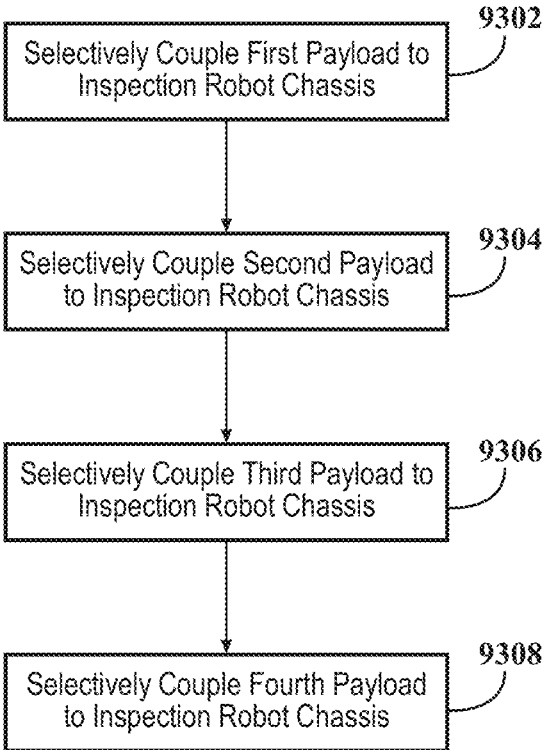 9302
Selectively Couple First Payload to
Inspection Robot Chassis
9304
Selectively Couple Second Payload
to Inspection Robot Chassis
9306
Selectively Couple Third Payload to
Inspection Robot Chassis
9308
Selectively Couple Fourth Payload
to Inspection Robot Chassis